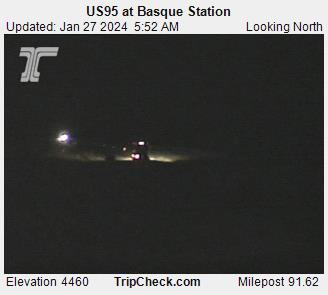 US95 at Basque Station
Updated: Jan 27 2024 5:52 AM Looking North
Elevation 4460 TripCheck.com Milepost 91.62